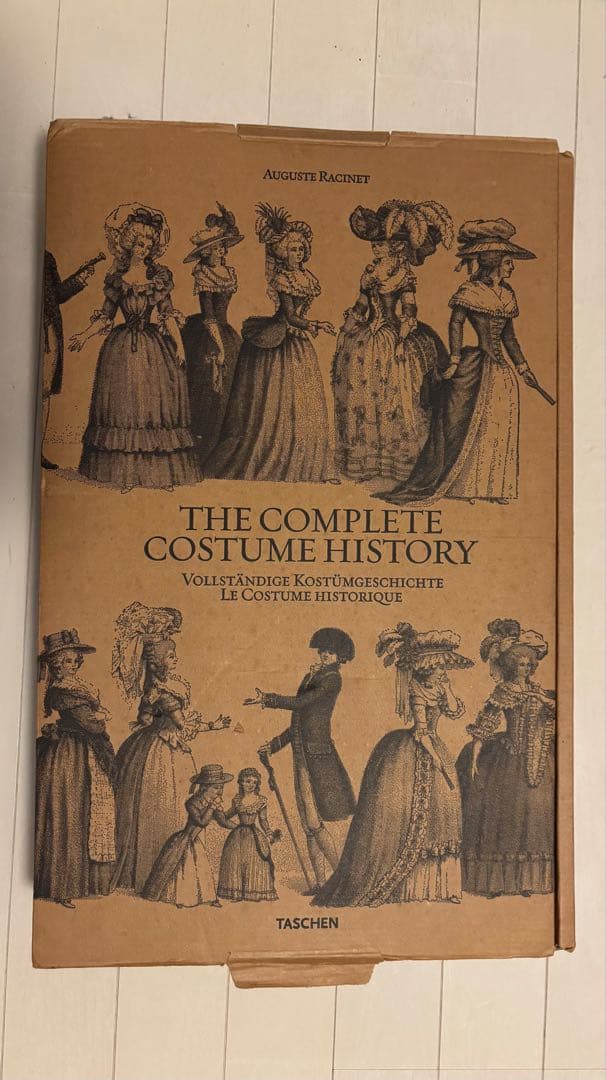 AUGUSTE RACINET
THE COMPLETE
COSTUME HISTORY
VOLLSTÄNDIGE KOSTÜMGESCHICHTE
LE COSTUME HISTORIQUE
TASCHEN